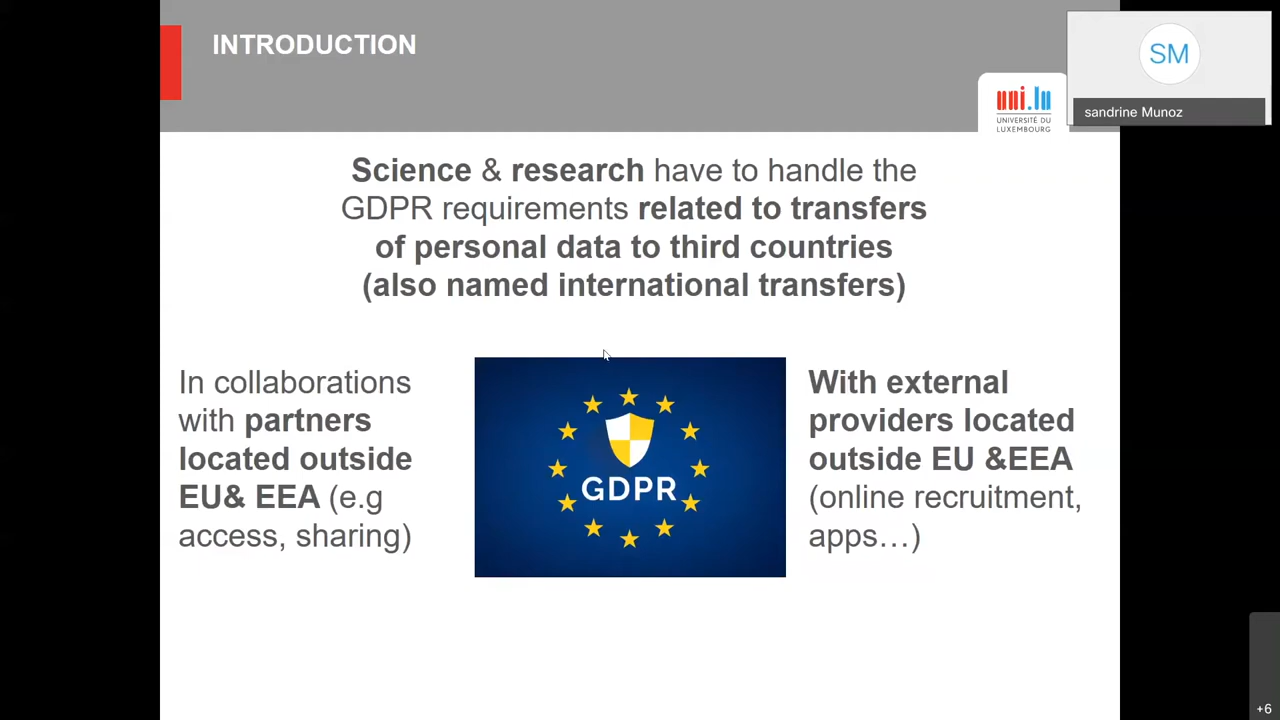 INTRODUCTION
SM
sandrine Munoz
uni.lu
UNIVERSITÉ DU
LUXEMBOURG
Science & research have to handle the
GDPR requirements related to transfers
of personal data to third countries
(also named international transfers)
In collaborations
with partners
located outside
EU& EEA (e.g
access, sharing)
GDPR
With external
providers located
outside EU &EEA
(online recruitment,
apps…)
+6